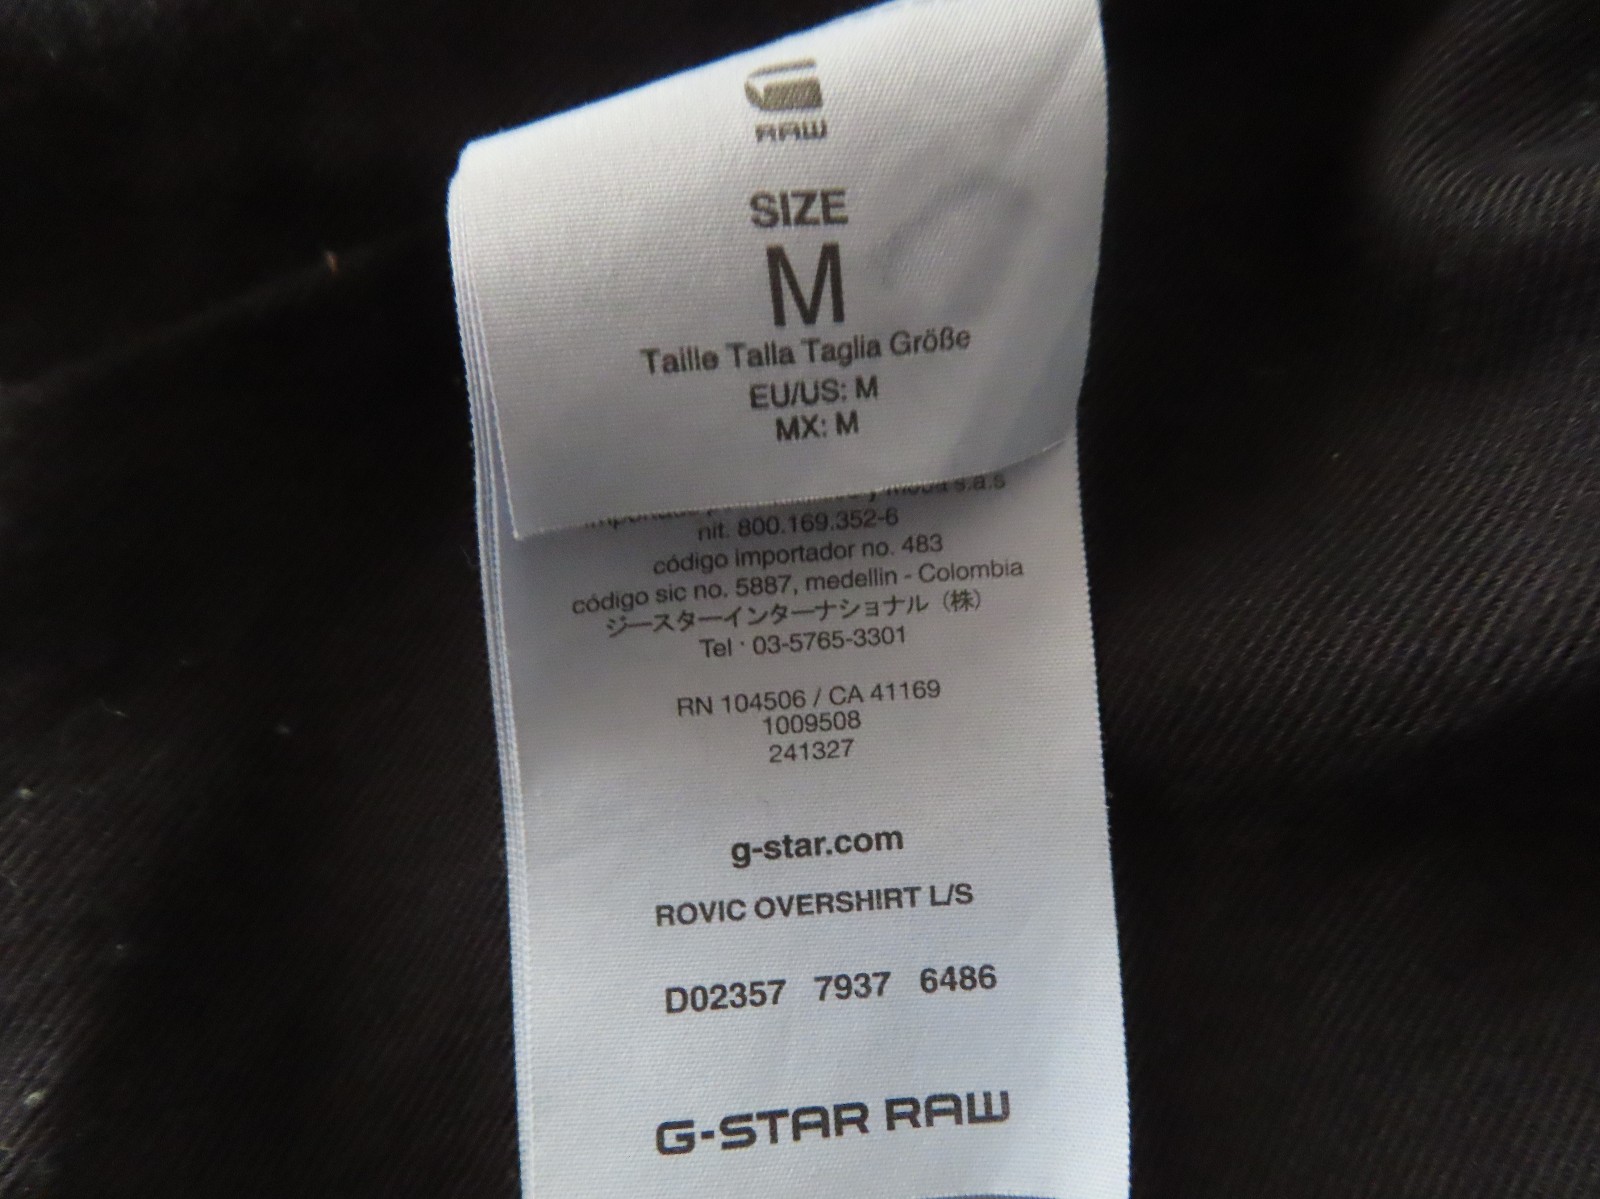 RAW
SIZE
M
Taille Talla Taglia Größe
EU/US: M
MX: M
y moda s.a.s
nit. 800.169.352-6
código importador no. 483
código sic no. 5887, medellin - Colombia
ジースターインターナショナル（株）
Tel · 03-5765-3301
RN 104506 / CA 41169
1009508
241327
g-star.com
ROVIC OVERSHIRT L/S
D02357 7937 6486
G-STAR RAW